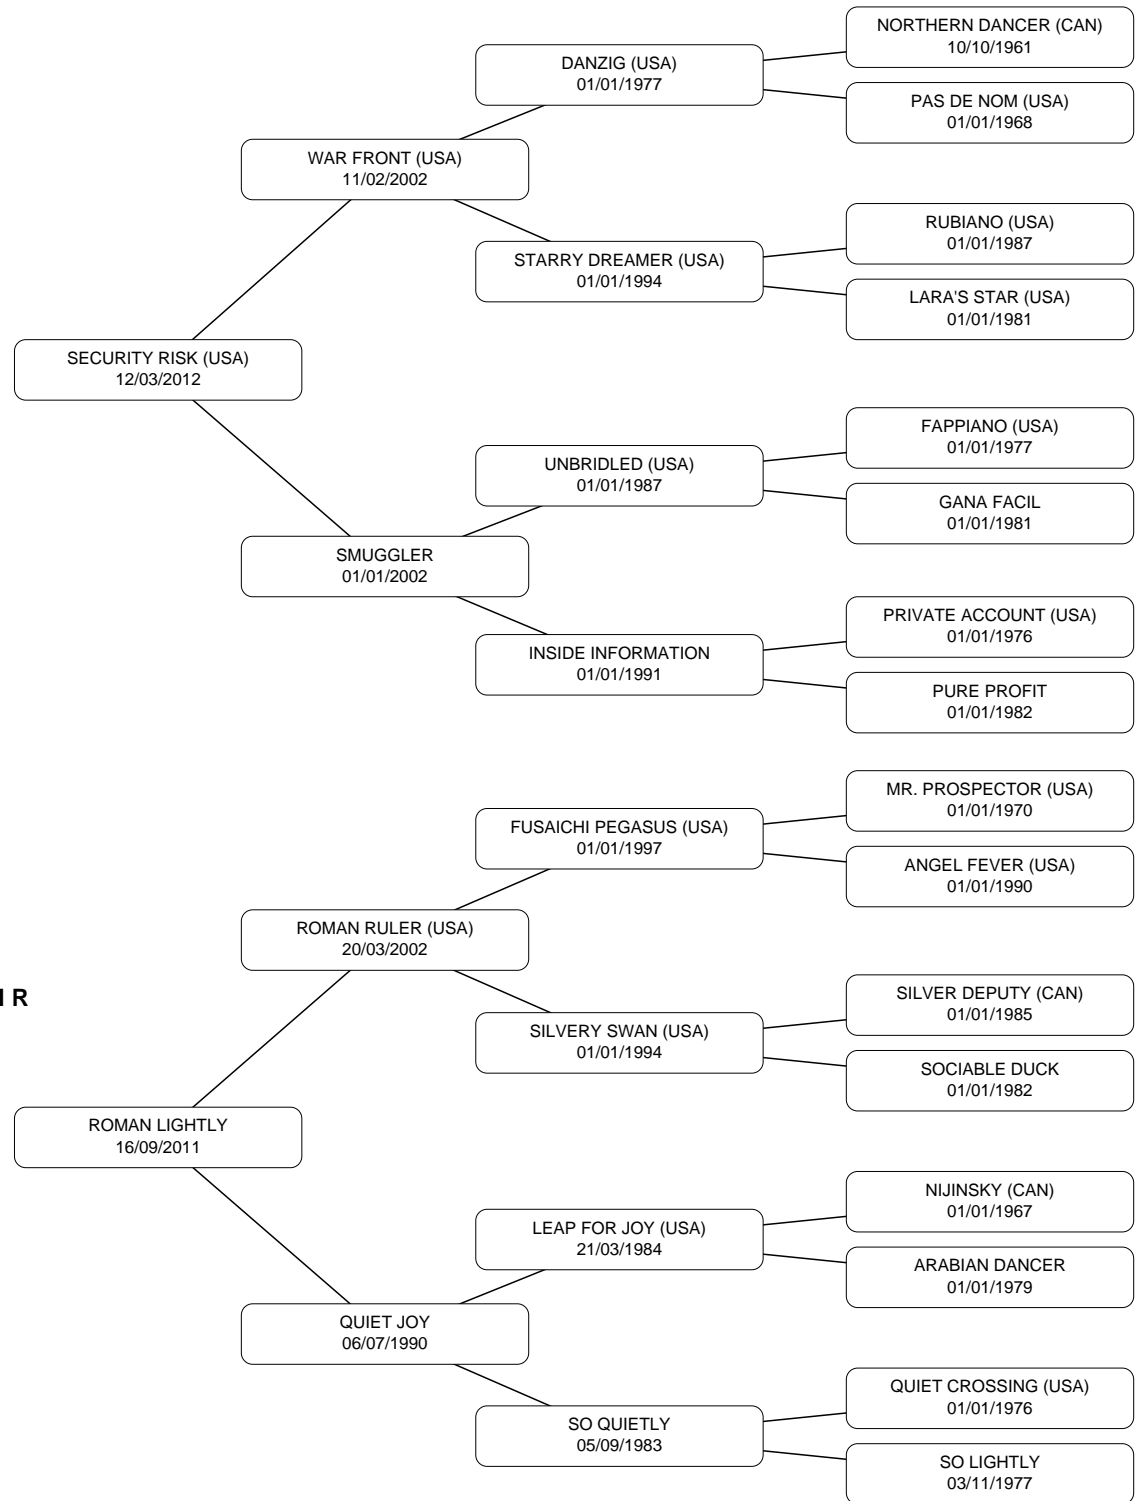 NORTHERN DANCER (CAN)
10/10/1961
DANZIG (USA)
01/01/1977
PAS DE NOM (USA)
01/01/1968
WAR FRONT (USA)
11/02/2002
RUBIANO (USA)
01/01/1987
STARRY DREAMER (USA)
01/01/1994
LARA'S STAR (USA)
01/01/1981
SECURITY RISK (USA)
12/03/2012
FAPPIANO (USA)
01/01/1977
UNBRIDLED (USA)
01/01/1987
GANA FACIL
01/01/1981
SMUGGLER
01/01/2002
PRIVATE ACCOUNT (USA)
01/01/1976
INSIDE INFORMATION
01/01/1991
PURE PROFIT
01/01/1982
MR. PROSPECTOR (USA)
01/01/1970
FUSAICHI PEGASUS (USA)
01/01/1997
ANGEL FEVER (USA)
01/01/1990
ROMAN RULER (USA)
20/03/2002
SILVER DEPUTY (CAN)
01/01/1985
R
SILVERY SWAN (USA)
01/01/1994
SOCIABLE DUCK
01/01/1982
ROMAN LIGHTLY
16/09/2011
NIJINSKY (CAN)
01/01/1967
LEAP FOR JOY (USA)
21/03/1984
ARABIAN DANCER
01/01/1979
QUIET JOY
06/07/1990
QUIET CROSSING (USA)
01/01/1976
SO QUIETLY
05/09/1983
SO LIGHTLY
03/11/1977